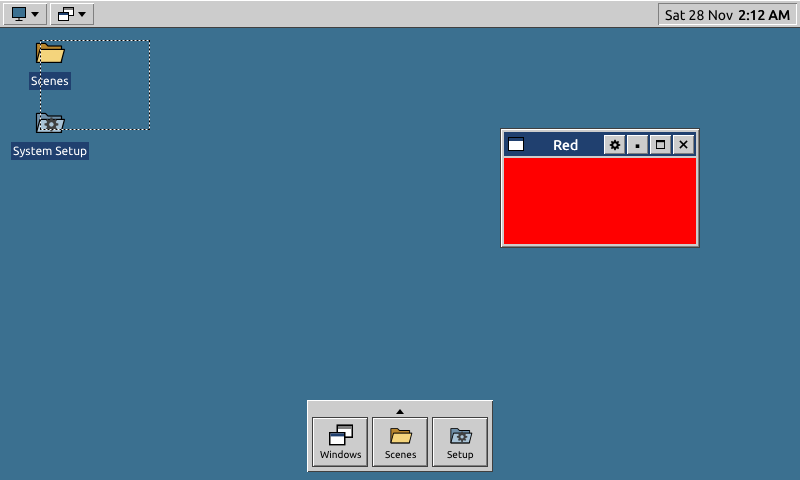 Sat 28 Nov 2:12 AM
Scenes
System Setup
Red
Windows
Scenes
Setup